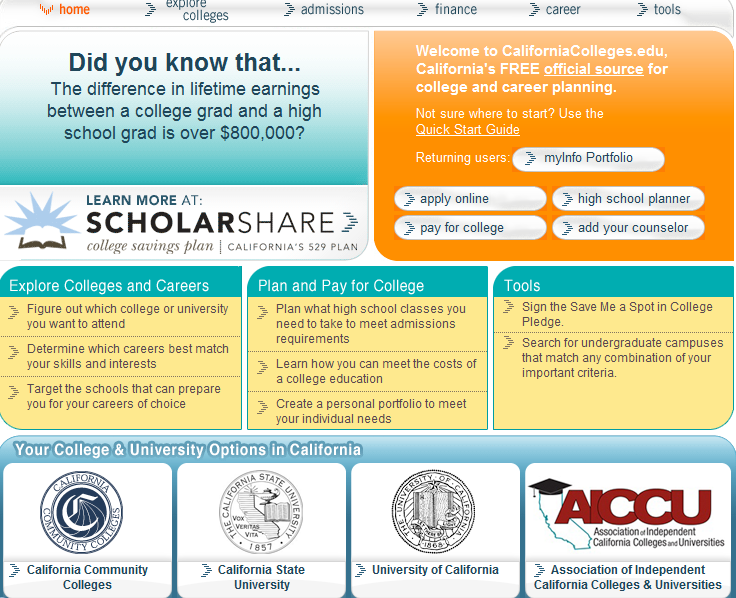 home
explore
colleges
admissions
finance
career
tools
Did you know that...
The difference in lifetime earnings
between a college grad and a high
school grad is over $800,000?
LEARN MORE AT:
SCHOLARSHARE
college savings plan | CALIFORNIA'S 529 PLAN
Welcome to CaliforniaColleges.edu,
California's FREE official source for
college and career planning.
Not sure where to start? Use the
Quick Start Guide
Returning users: myInfo Portfolio
apply online
high school planner
pay for college
add your counselor
Explore Colleges and Careers
Figure out which college or university
you want to attend
Determine which careers best match
your skills and interests
Target the schools that can prepare
you for your careers of choice
Plan and Pay for College
Plan what high school classes you
need to take to meet admissions
requirements
Learn how you can meet the costs of
a college education
Create a personal portfolio to meet
your individual needs
Tools
Sign the Save Me a Spot in College
Pledge.
Search for undergraduate campuses
that match any combination of your
important criteria.
Your College & University Options in California
CALIFORNIA
COMMUNITY COLLEGES
California Community
Colleges
THE CALIFORNIA STATE UNIVERSITY
VOX
VERITAS
VITA
1857
California State
University
THE UNIVERSITY OF CALIFORNIA
1868
University of California
AICCU
Association of Independent
California Colleges and Universities
Association of Independent
California Colleges & Universities